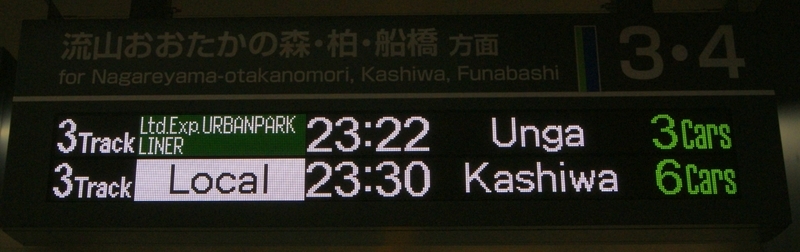 流山おおたかの森・柏・船橋 方面
for Nagareyama-otakanomori, Kashiwa, Funabashi
3・4
3Track Ltd.Exp.URBANPARK LINER 23:22 Unga 3Cars
3Track Local 23:30 Kashiwa 6Cars